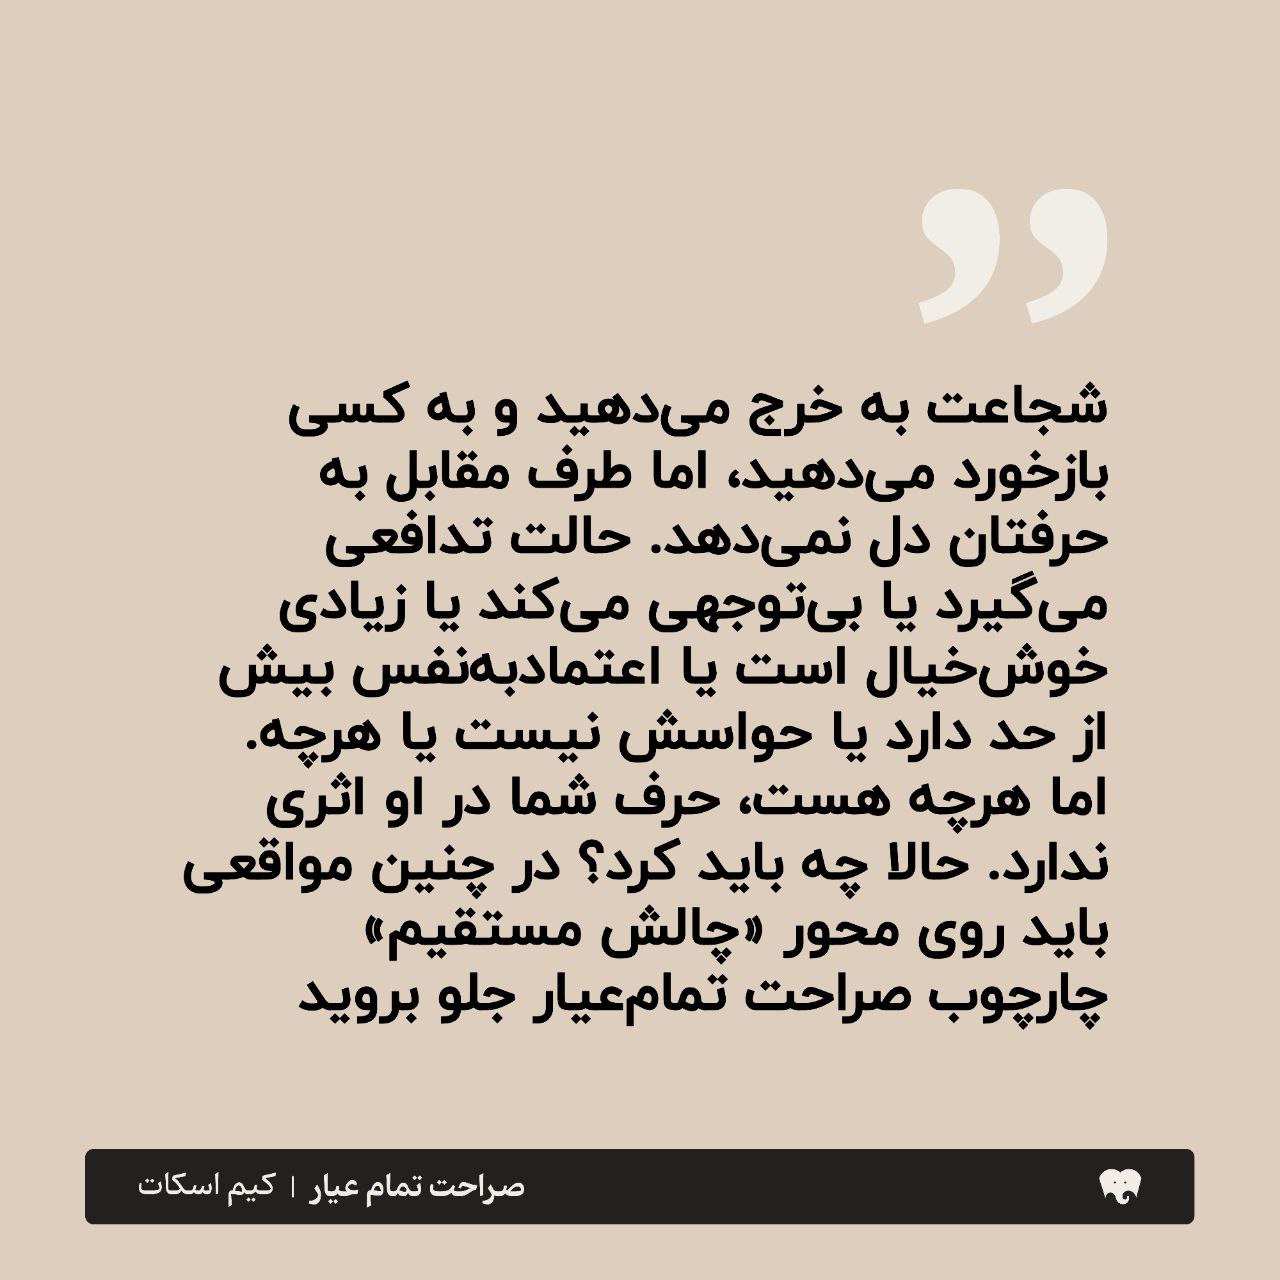 شجاعت به خرج می‌دهید و به کسی
بازخورد می‌دهید، اما طرف مقابل به
حرفتان دل نمی‌دهد. حالت تدافعی
می‌گیرد یا بی‌توجهی می‌کند یا زیادی
خوش‌خیال است یا اعتمادبه‌نفس بیش
از حد دارد یا حواسش نیست یا هرچه.
اما هرچه هست، حرف شما در او اثری
ندارد. حالا چه باید کرد؟ در چنین مواقعی
باید روی محور «چالش مستقیم»
چارچوب صراحت تمام‌عیار جلو بروید
صراحت تمام عیار | کیم اسکات